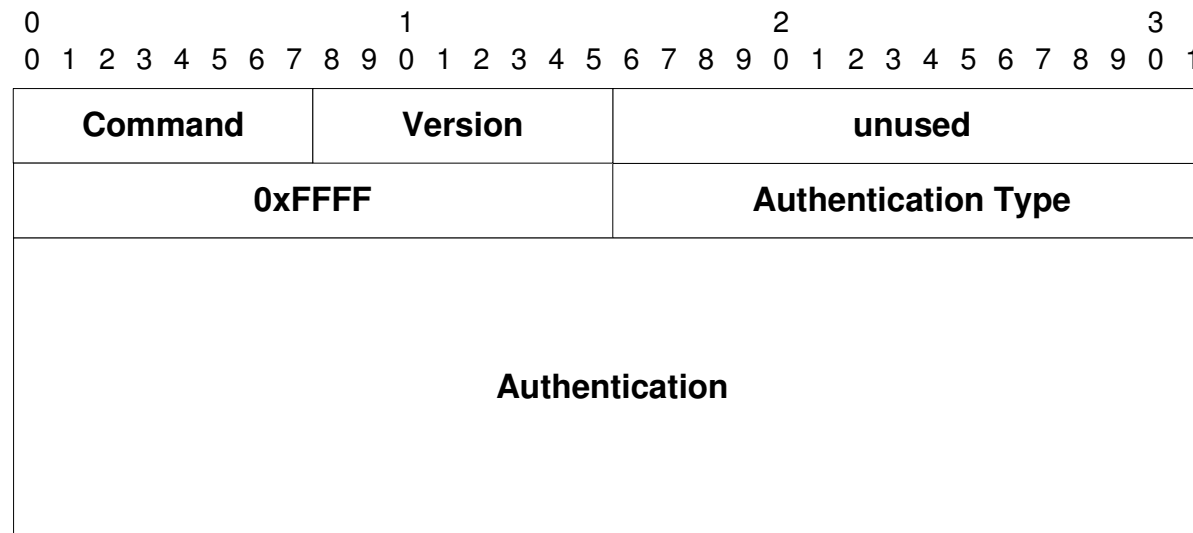 0 1 2 3
0 1 2 3 4 5 6 7 8 9 0 1 2 3 4 5 6 7 8 9 0 1 2 3 4 5 6 7 8 9 0 1
Command Version unused
0xFFFF Authentication Type
Authentication